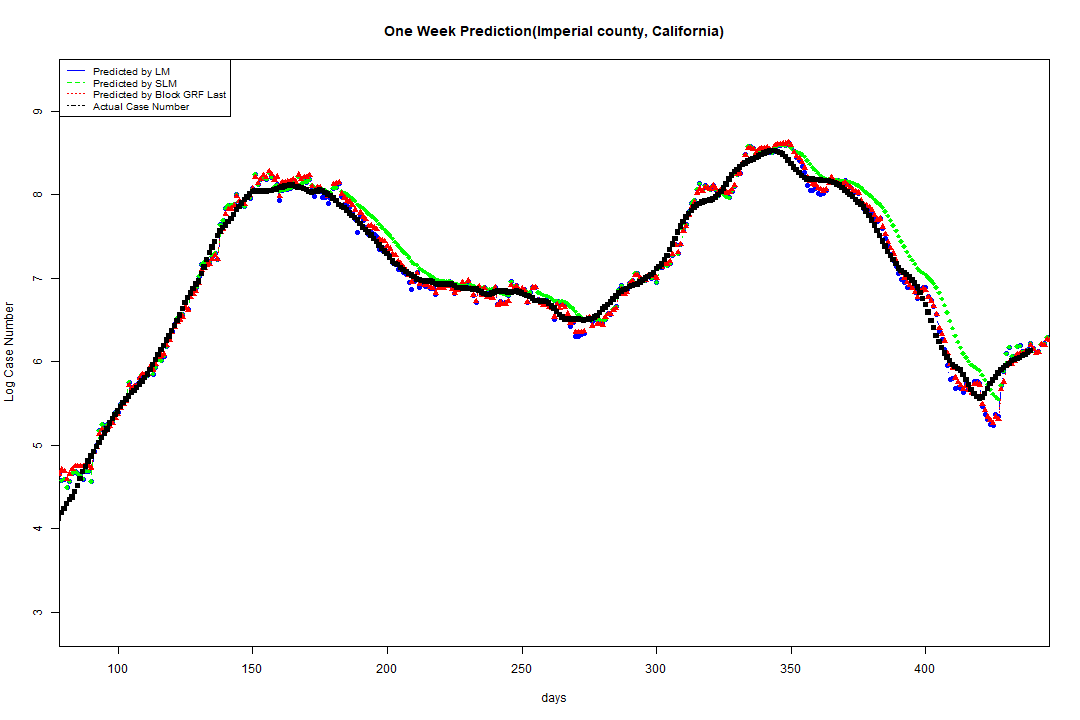 One Week Prediction(Imperial county, California)
Predicted by LM
Predicted by SLM
Predicted by Block GRF Last
Actual Case Number
9
8
7
6
5
4
3
Log Case Number
100 150 200 250 300 350 400
days